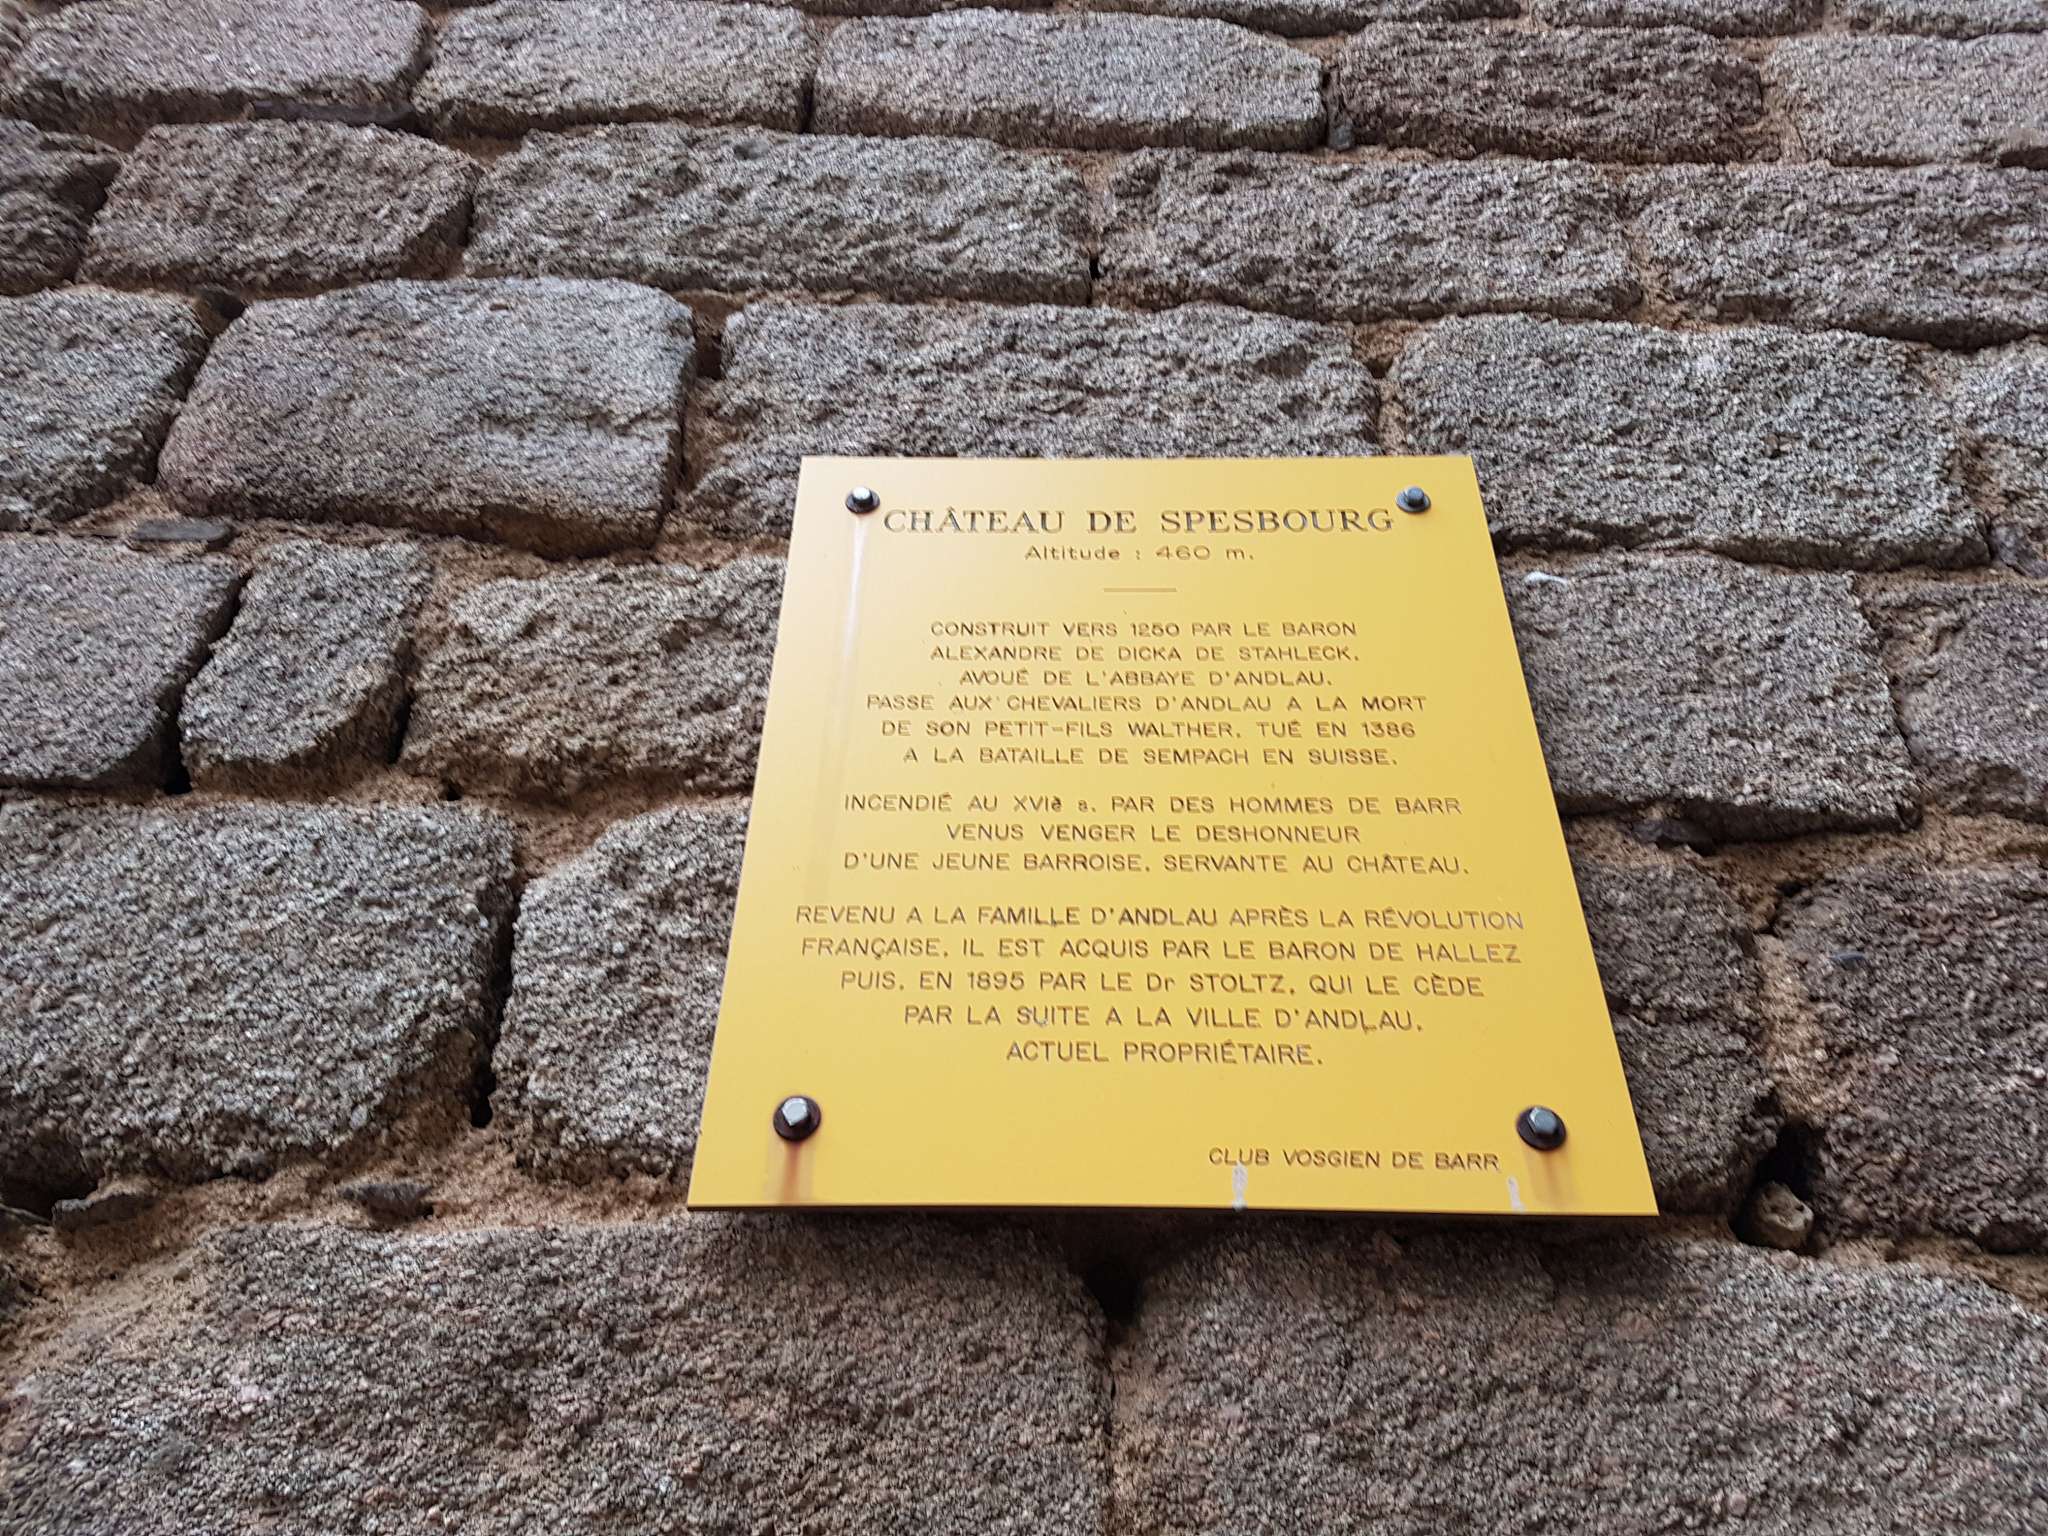 CHÂTEAU DE SPESBOURG
Altitude : 460 m.
CONSTRUIT VERS 1250 PAR LE BARON
ALEXANDRE DE DICKA DE STAHLECK,
AVOUÉ DE L'ABBAYE D'ANDLAU.
PASSE AUX CHEVALIERS D'ANDLAU A LA MORT
DE SON PETIT-FILS WALTHER, TUÉ EN 1386
A LA BATAILLE DE SEMPACH EN SUISSE.
INCENDIÉ AU XVIè s. PAR DES HOMMES DE BARR
VENUS VENGER LE DESHONNEUR
D'UNE JEUNE BARROISE, SERVANTE AU CHÂTEAU.
REVENU A LA FAMILLE D'ANDLAU APRÈS LA RÉVOLUTION
FRANÇAISE, IL EST ACQUIS PAR LE BARON DE HALLEZ
PUIS, EN 1895 PAR LE Dr STOLTZ, QUI LE CÈDE
PAR LA SUITE A LA VILLE D'ANDLAU,
ACTUEL PROPRIÉTAIRE.
CLUB VOSGIEN DE BARR